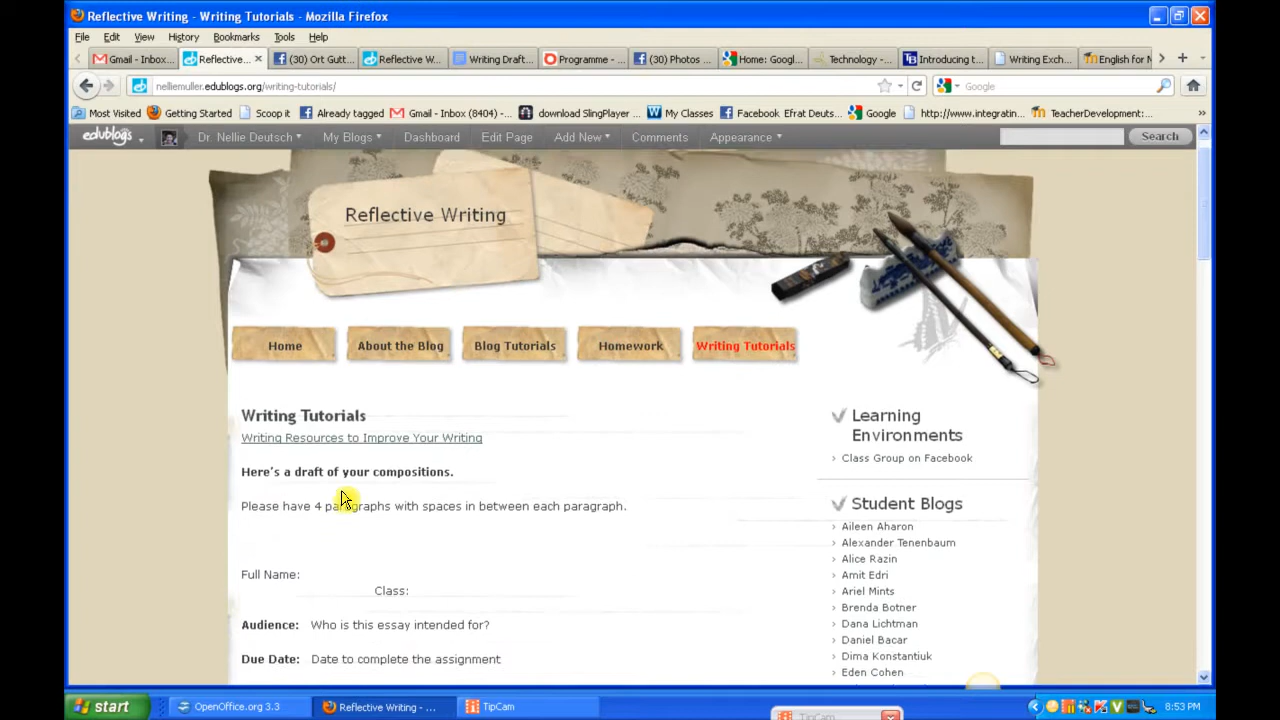 Reflective Writing - Writing Tutorials - Mozilla Firefox
File Edit View History Bookmarks Tools Help
Gmail - Inbox... Reflective... (30) Ort Gutt... Reflective W... Writing Draft... Programme - ... (30) Photos ... Home: Googl... Technology - ... Introducing t... Writing Exch... English for N
nelliemuller.edublogs.org/writing-tutorials/ Google
Most Visited Getting Started Scoop it Already tagged Gmail - Inbox (8404) -... download SlingPlayer ... My Classes Facebook Efrat Deuts... Google http://www.integratin... TeacherDevelopment:...
edublogs Dr. Nellie Deutsch My Blogs Dashboard Edit Page Add New Comments Appearance Search
Reflective Writing
Home About the Blog Blog Tutorials Homework Writing Tutorials
Writing Tutorials
Writing Resources to Improve Your Writing
Here's a draft of your compositions.
Please have 4 paragraphs with spaces in between each paragraph.
Full Name:
Class:
Audience: Who is this essay intended for?
Due Date: Date to complete the assignment
Learning
Environments
Class Group on Facebook
Student Blogs
Aileen Aharon
Alexander Tenenbaum
Alice Razin
Amit Edri
Ariel Mints
Brenda Botner
Dana Lichtman
Daniel Bacar
Dima Konstantiuk
Eden Cohen
start OpenOffice.org 3.3 Reflective Writing - ... TipCam 8:53 PM
TipCam